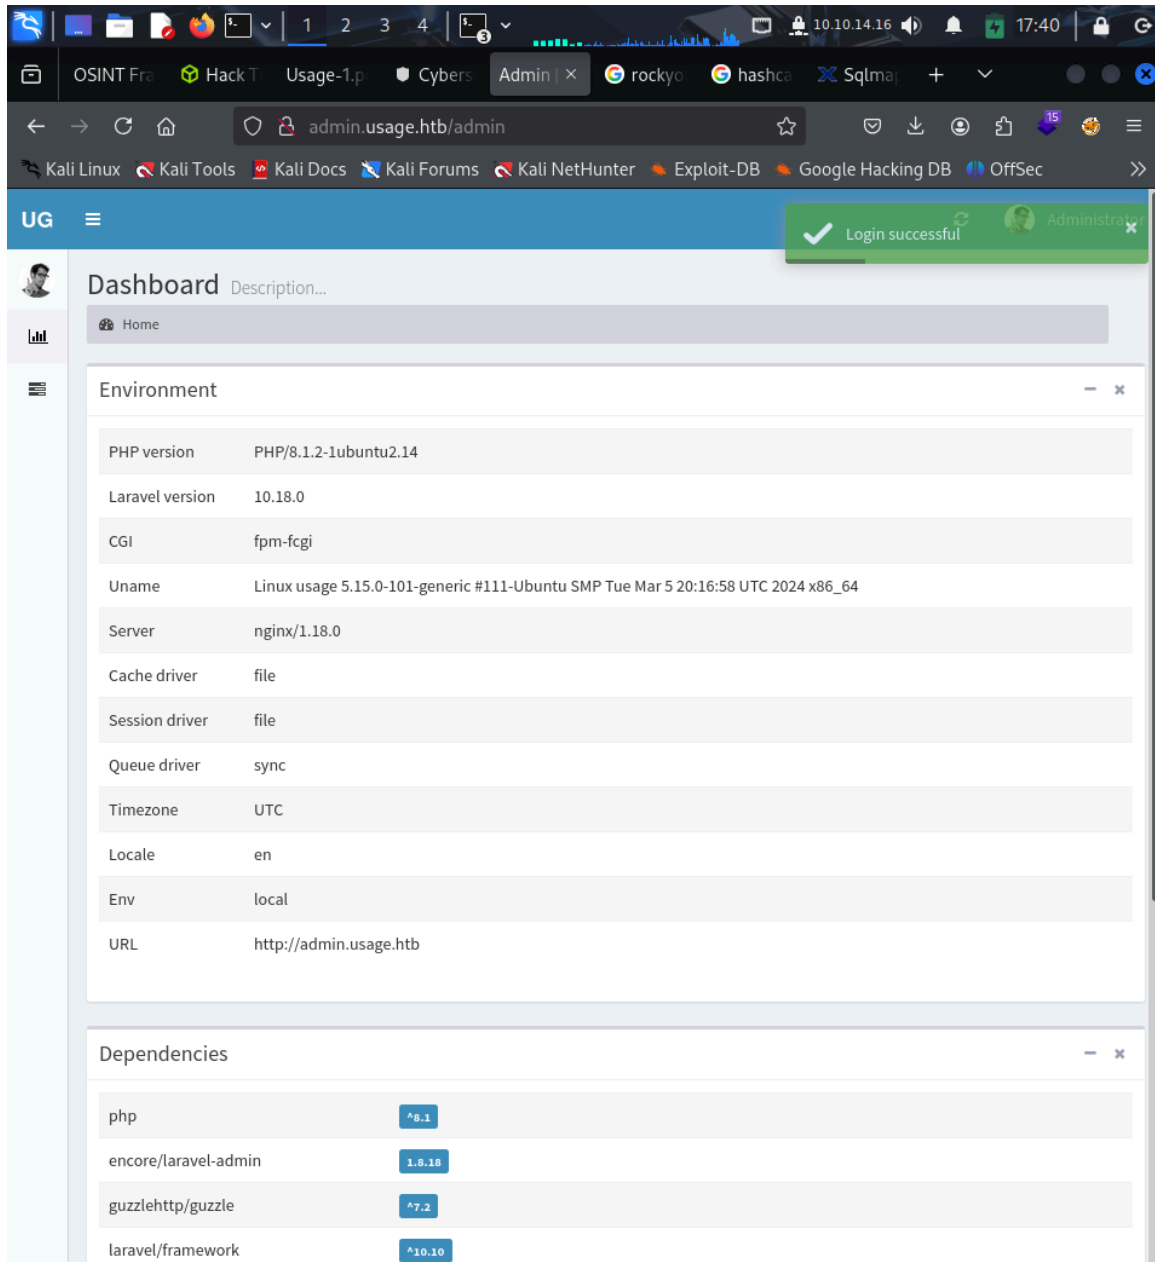 1 2 3 4 3 10.10.14.16 17:40
OSINT Fra Hack T Usage-1.p Cybers Admin | rockyo hashca Sqlmap
admin.usage.htb/admin 15
Kali Linux Kali Tools Kali Docs Kali Forums Kali NetHunter Exploit-DB Google Hacking DB OffSec
UG Administrator
Login successful
Dashboard Description...
Home
Environment
PHP version PHP/8.1.2-1ubuntu2.14
Laravel version 10.18.0
CGI fpm-fcgi
Uname Linux usage 5.15.0-101-generic #111-Ubuntu SMP Tue Mar 5 20:16:58 UTC 2024 x86_64
Server nginx/1.18.0
Cache driver file
Session driver file
Queue driver sync
Timezone UTC
Locale en
Env local
URL http://admin.usage.htb
Dependencies
php ^8.1
encore/laravel-admin 1.8.18
guzzlehttp/guzzle ^7.2
laravel/framework ^10.10